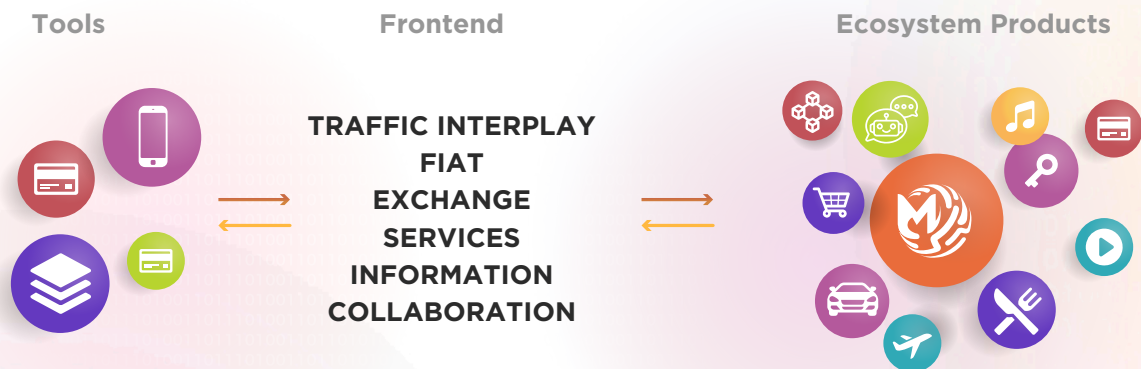 Tools
Frontend
Ecosystem Products
TRAFFIC INTERPLAY
FIAT
EXCHANGE
SERVICES
INFORMATION
COLLABORATION